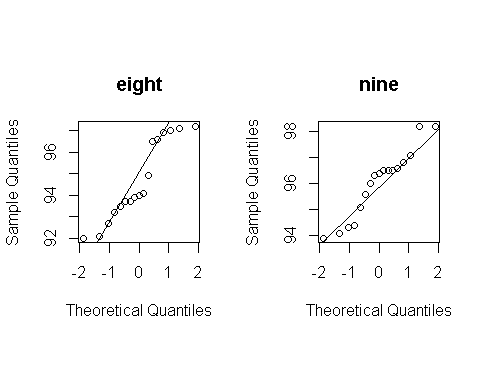 eight
Sample Quantiles
92 94 96
-2 -1 0 1 2
Theoretical Quantiles
nine
Sample Quantiles
94 96 98
-2 -1 0 1 2
Theoretical Quantiles